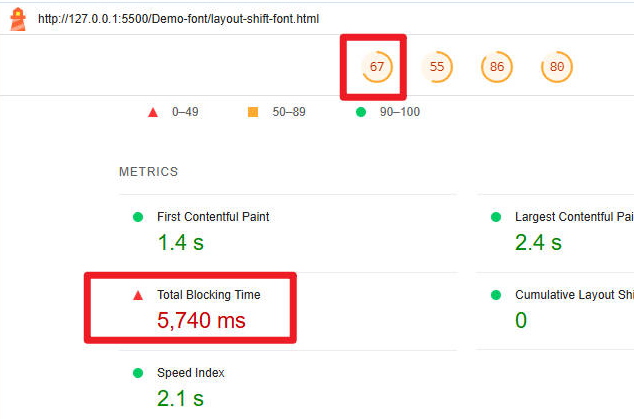 http://127.0.0.1:5500/Demo-font/layout-shift-font.html
67 55 86 80
0–49 50–89 90–100
METRICS
First Contentful Paint Largest Contentful Pai
1.4 s 2.4 s
Total Blocking Time Cumulative Layout Shi
5,740 ms 0
Speed Index
2.1 s